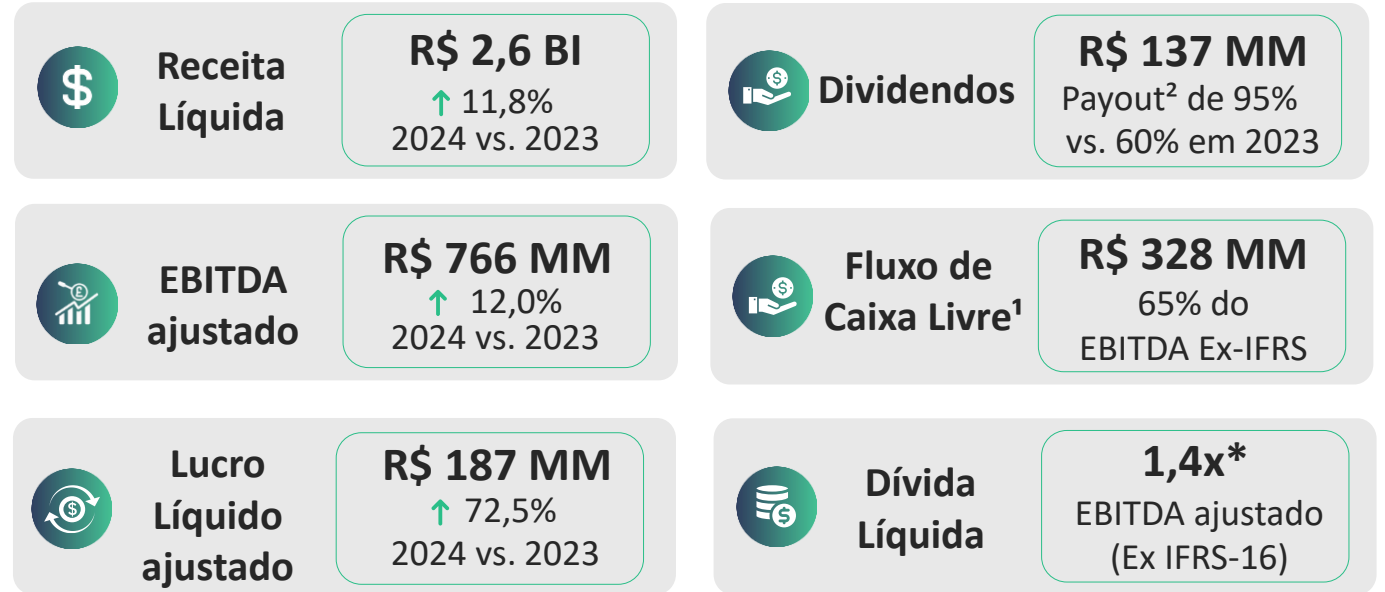 Receita
Líquida
R$ 2,6 BI
↑ 11,8%
2024 vs. 2023
Dividendos
R$ 137 MM
Payout² de 95%
vs. 60% em 2023
EBITDA
ajustado
R$ 766 MM
↑ 12,0%
2024 vs. 2023
Fluxo de
Caixa Livre¹
R$ 328 MM
65% do
EBITDA Ex-IFRS
Lucro
Líquido
ajustado
R$ 187 MM
↑ 72,5%
2024 vs. 2023
Dívida
Líquida
1,4x*
EBITDA ajustado
(Ex IFRS-16)